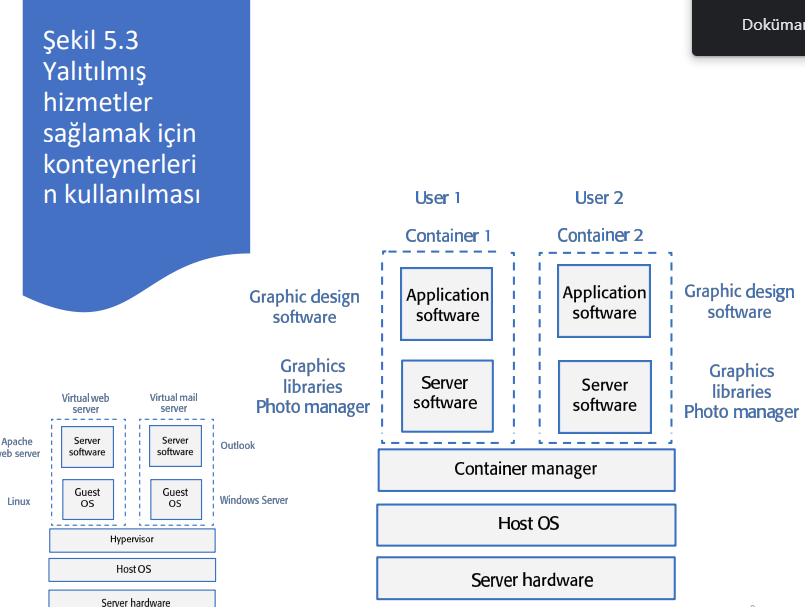 Şekil 5.3
Yalıtılmış
hizmetler
sağlamak için
konteynerleri
n kullanılması
User 1
User 2
Container 1
Container 2
Graphic design
software
Application
software
Application
software
Graphic design
software
Graphics
libraries
Photo manager
Server
software
Server
software
Graphics
libraries
Photo manager
Container manager
Host OS
Server hardware
Virtual web
server
Virtual mail
server
Apache
web server
Server
software
Server
software
Outlook
Linux
Guest
OS
Guest
OS
Windows Server
Hypervisor
Host OS
Server hardware